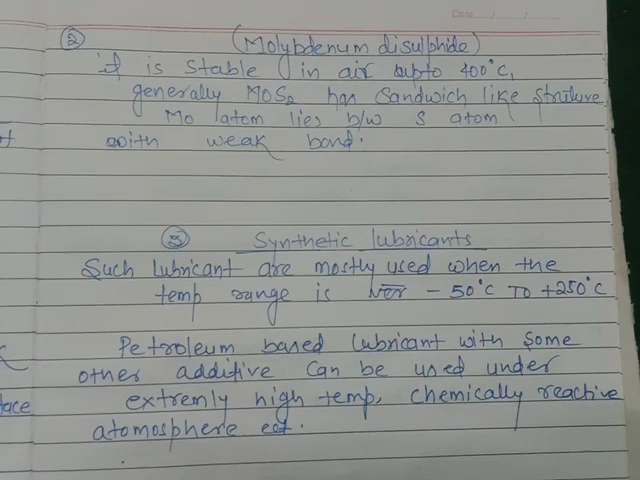 Date
② (Molybdenum disulphide)
it is stable in air upto 400°C,
generally MoS2 has Sandwich like struture
Mo atom lies b/w S atom
with weak bond.
③ Synthetic lubricants
Such lubricant are mostly used when the
temp range is - 50°C TO +250°C
Petroleum based lubricant with some
other additive can be used under
extremly high temp, chemically reactive
atomosphere ect.